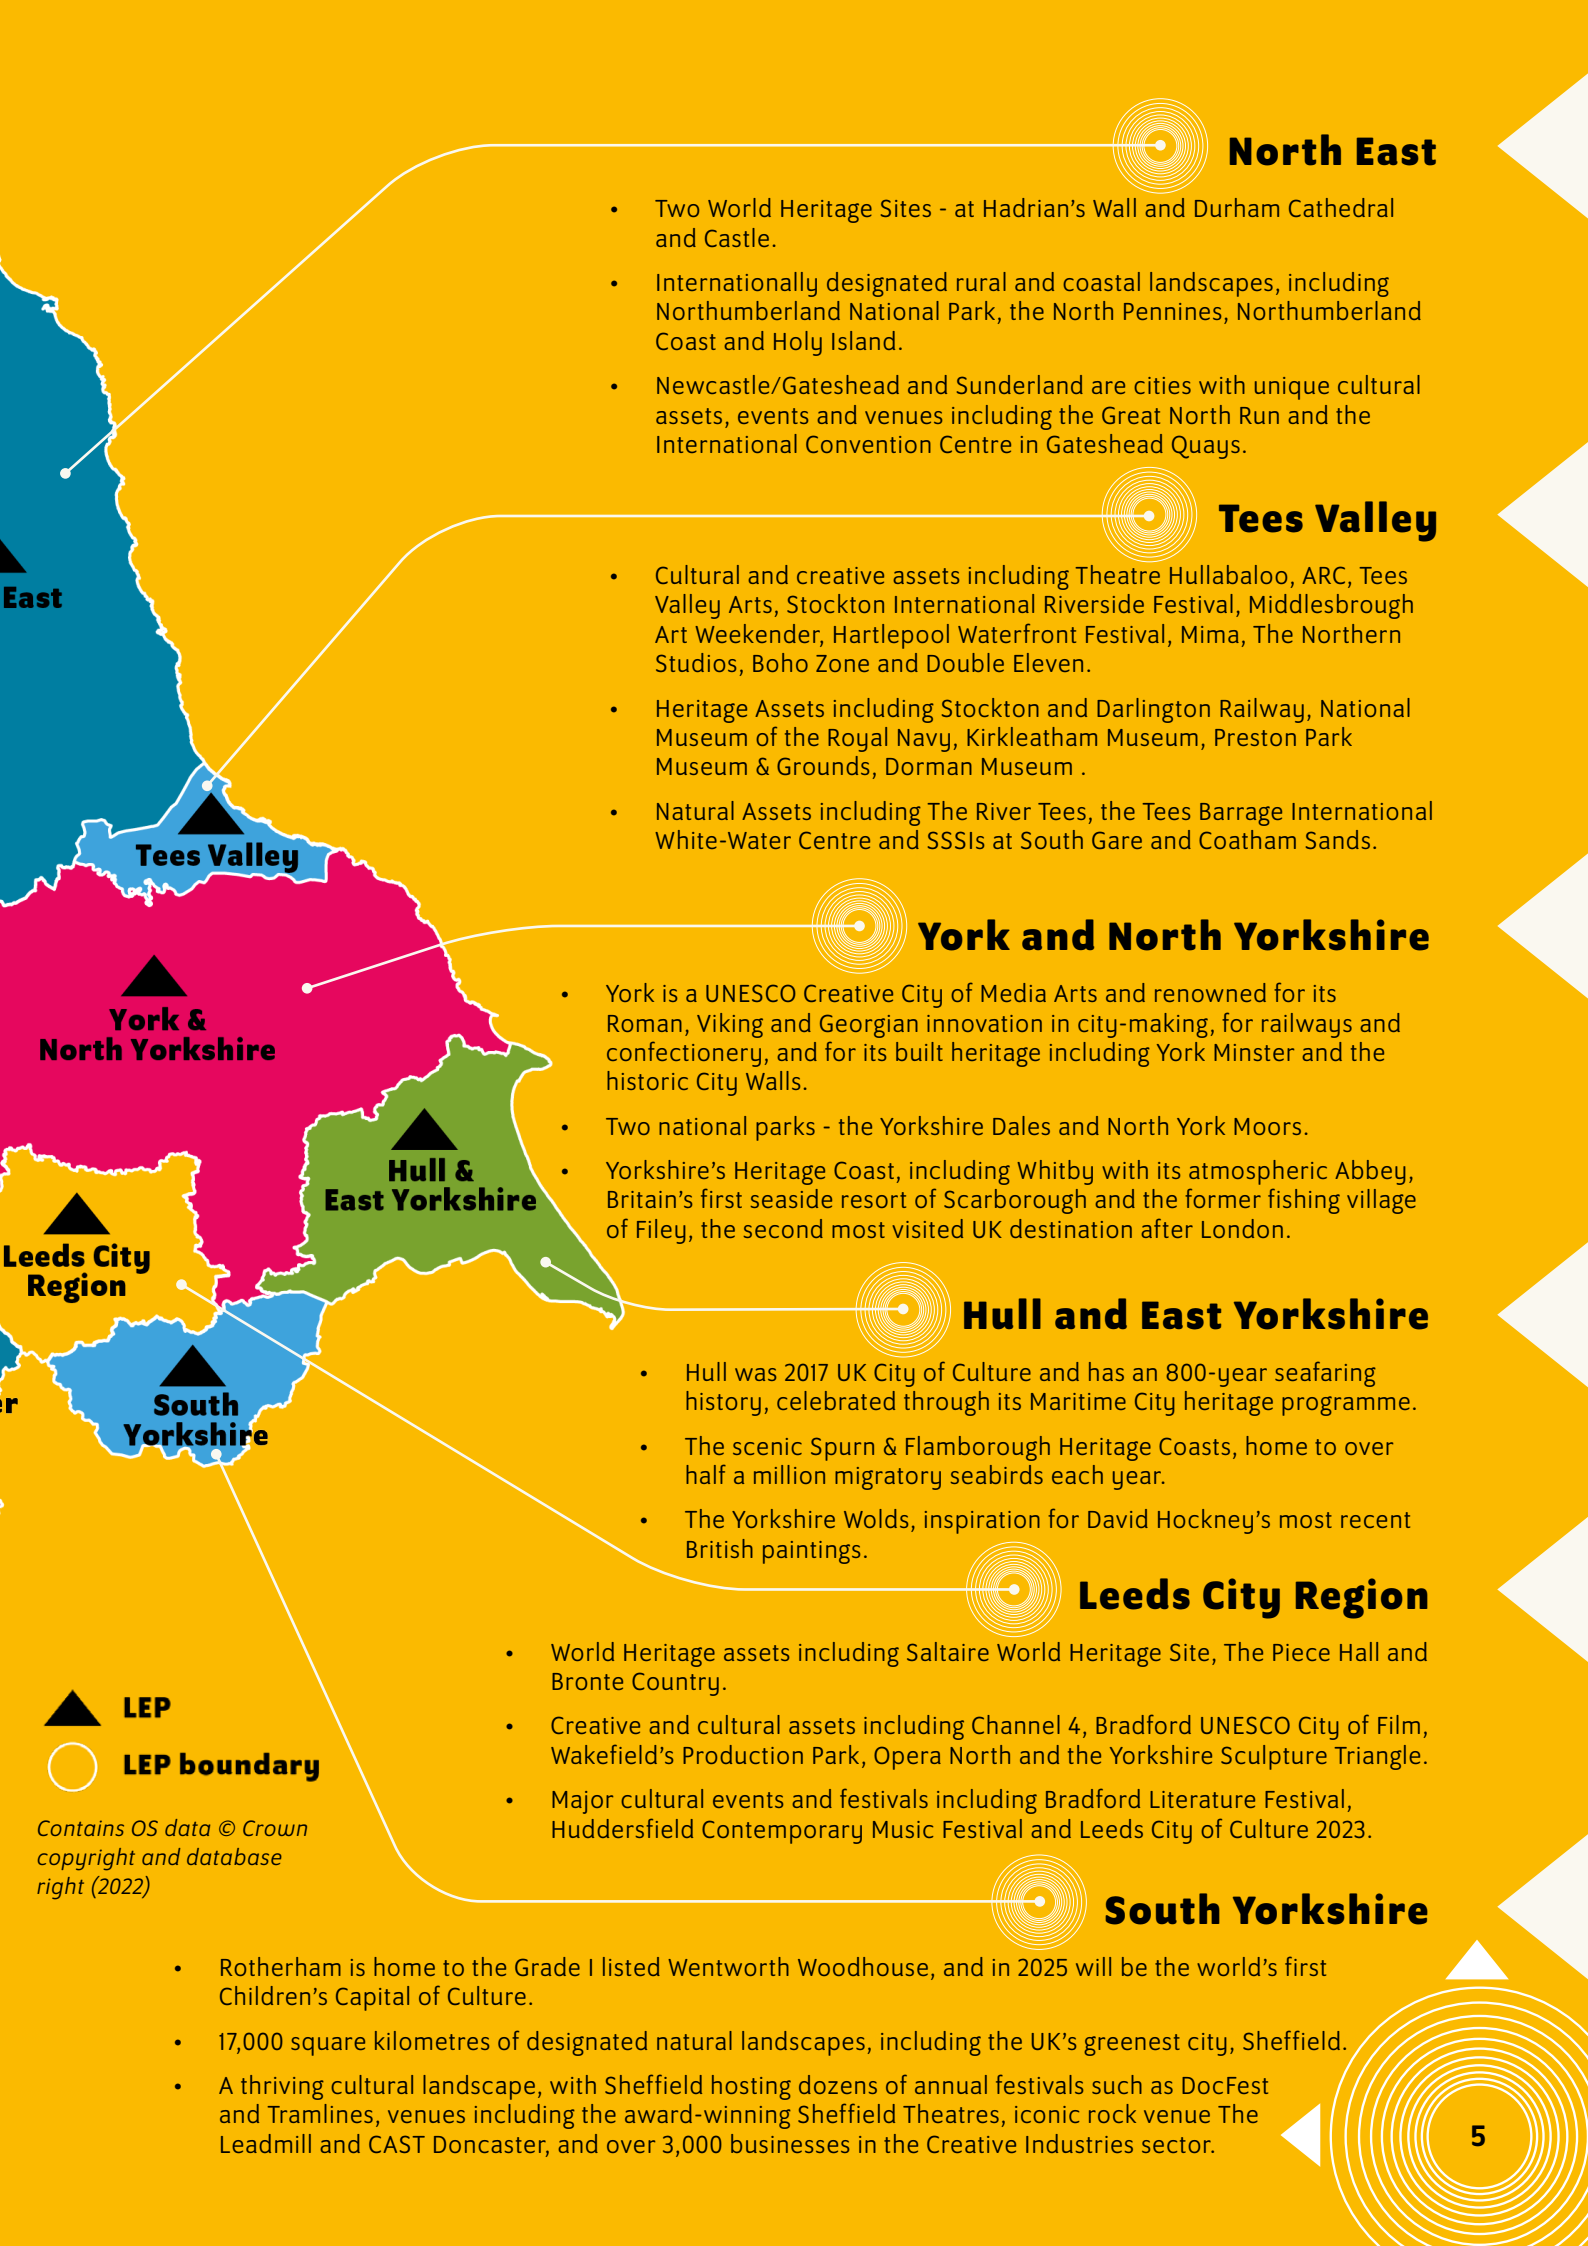 North East
• Two World Heritage Sites - at Hadrian’s Wall and Durham Cathedral
and Castle.
• Internationally designated rural and coastal landscapes, including
Northumberland National Park, the North Pennines, Northumberland
Coast and Holy Island.
• Newcastle/Gateshead and Sunderland are cities with unique cultural
assets, events and venues including the Great North Run and the
International Convention Centre in Gateshead Quays.
Tees Valley
• Cultural and creative assets including Theatre Hullabaloo, ARC, Tees
Valley Arts, Stockton International Riverside Festival, Middlesbrough
Art Weekender, Hartlepool Waterfront Festival, Mima, The Northern
Studios, Boho Zone and Double Eleven.
• Heritage Assets including Stockton and Darlington Railway, National
Museum of the Royal Navy, Kirkleatham Museum, Preston Park
Museum & Grounds, Dorman Museum .
• Natural Assets including The River Tees, the Tees Barrage International
White-Water Centre and SSSIs at South Gare and Coatham Sands.
York and North Yorkshire
• York is a UNESCO Creative City of Media Arts and renowned for its
Roman, Viking and Georgian innovation in city-making, for railways and
confectionery, and for its built heritage including York Minster and the
historic City Walls.
• Two national parks - the Yorkshire Dales and North York Moors.
• Yorkshire’s Heritage Coast, including Whitby with its atmospheric Abbey,
Britain’s first seaside resort of Scarborough and the former fishing village
of Filey, the second most visited UK destination after London.
Hull and East Yorkshire
• Hull was 2017 UK City of Culture and has an 800-year seafaring
history, celebrated through its Maritime City heritage programme.
• The scenic Spurn & Flamborough Heritage Coasts, home to over
half a million migratory seabirds each year.
• The Yorkshire Wolds, inspiration for David Hockney’s most recent
British paintings.
Leeds City Region
• World Heritage assets including Saltaire World Heritage Site, The Piece Hall and
Bronte Country.
• Creative and cultural assets including Channel 4, Bradford UNESCO City of Film,
Wakefield’s Production Park, Opera North and the Yorkshire Sculpture Triangle.
• Major cultural events and festivals including Bradford Literature Festival,
Huddersfield Contemporary Music Festival and Leeds City of Culture 2023.
South Yorkshire
• Rotherham is home to the Grade I listed Wentworth Woodhouse, and in 2025 will be the world’s first
Children’s Capital of Culture.
• 17,000 square kilometres of designated natural landscapes, including the UK’s greenest city, Sheffield.
• A thriving cultural landscape, with Sheffield hosting dozens of annual festivals such as DocFest
and Tramlines, venues including the award-winning Sheffield Theatres, iconic rock venue The
Leadmill and CAST Doncaster, and over 3,000 businesses in the Creative Industries sector.
East
Tees Valley
York &
North Yorkshire
Hull &
East Yorkshire
Leeds City
Region
er
South
Yorkshire
LEP
LEP boundary
Contains OS data © Crown
copyright and database
right (2022)
5